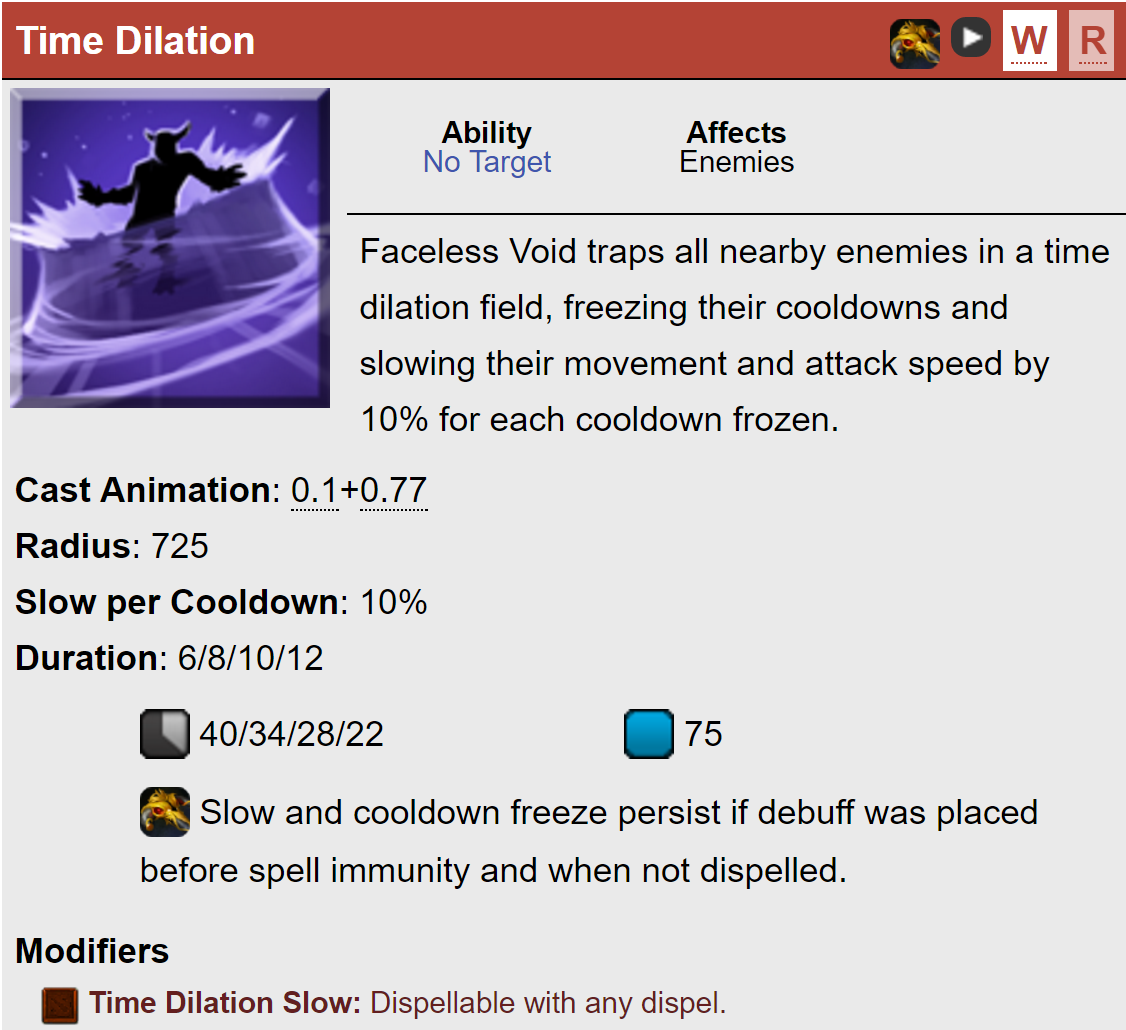 Time Dilation
W
R
Ability
No Target
Affects
Enemies
Faceless Void traps all nearby enemies in a time
dilation field, freezing their cooldowns and
slowing their movement and attack speed by
10% for each cooldown frozen.
Cast Animation: 0.1+0.77
Radius: 725
Slow per Cooldown: 10%
Duration: 6/8/10/12
40/34/28/22
75
Slow and cooldown freeze persist if debuff was placed
before spell immunity and when not dispelled.
Modifiers
Time Dilation Slow: Dispellable with any dispel.